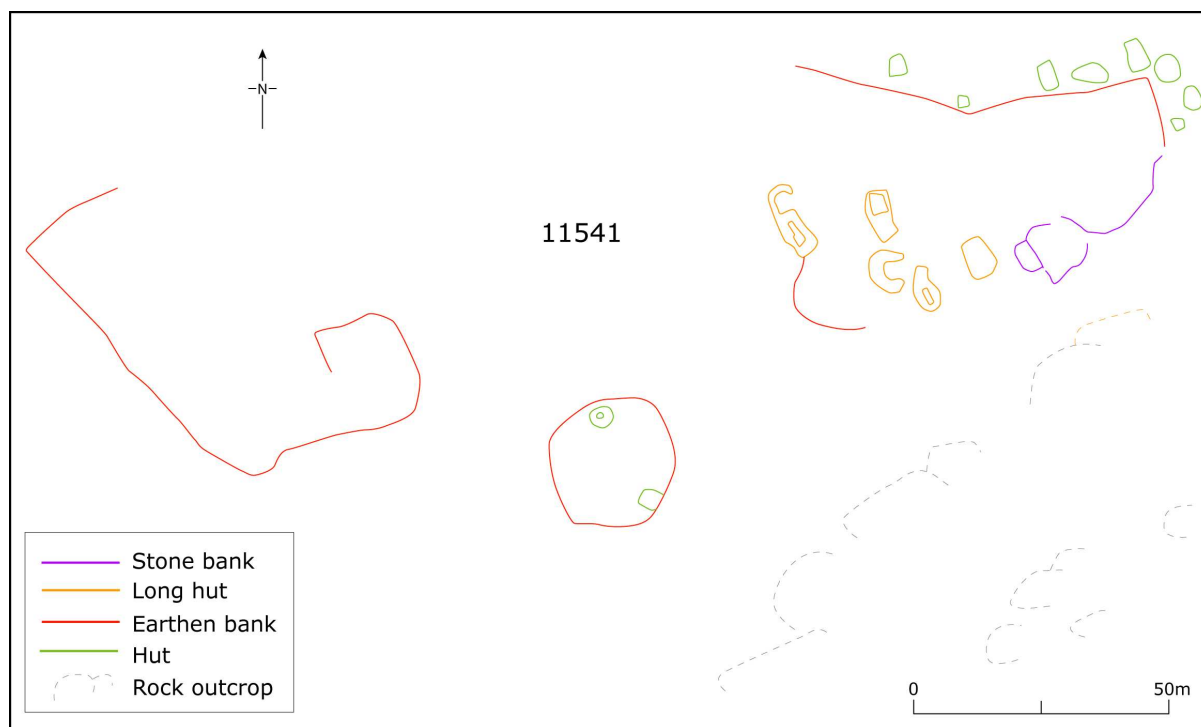 -N-
11541
Stone bank
Long hut
Earthen bank
Hut
Rock outcrop
0 50m